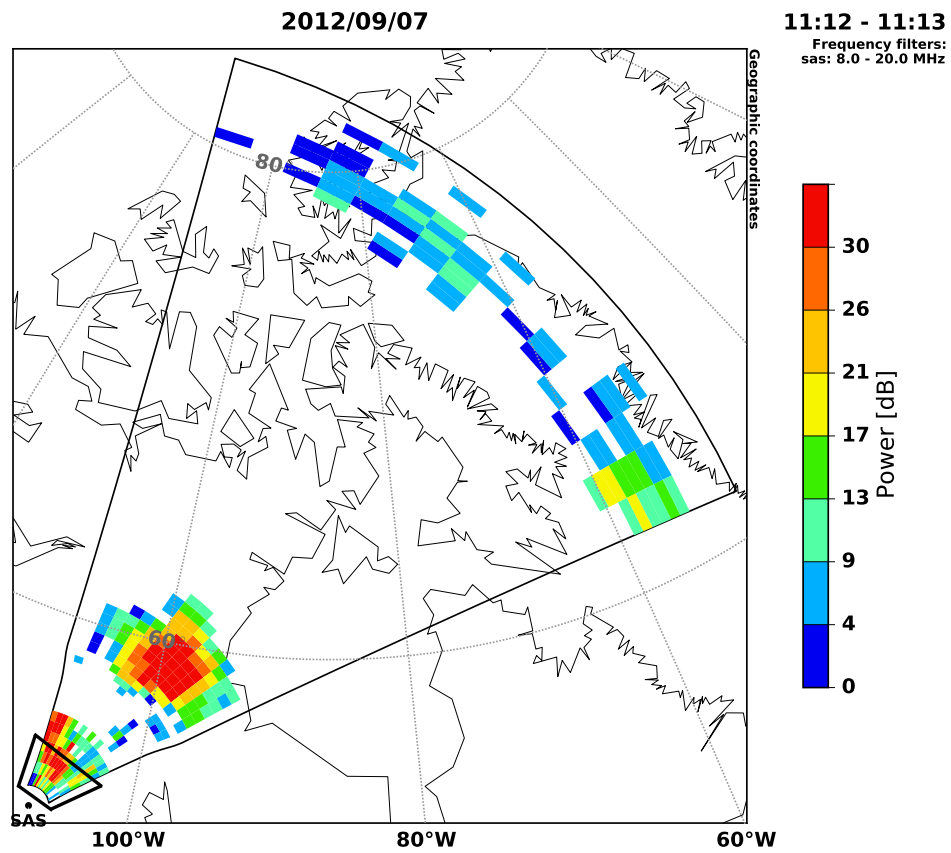 2012/09/07
11:12 - 11:13
Frequency filters:
sas: 8.0 - 20.0 MHz
Geographic coordinates
80
60
30
26
21
17
13
9
4
0
Power [dB]
SAS
100°W
80°W
60°W